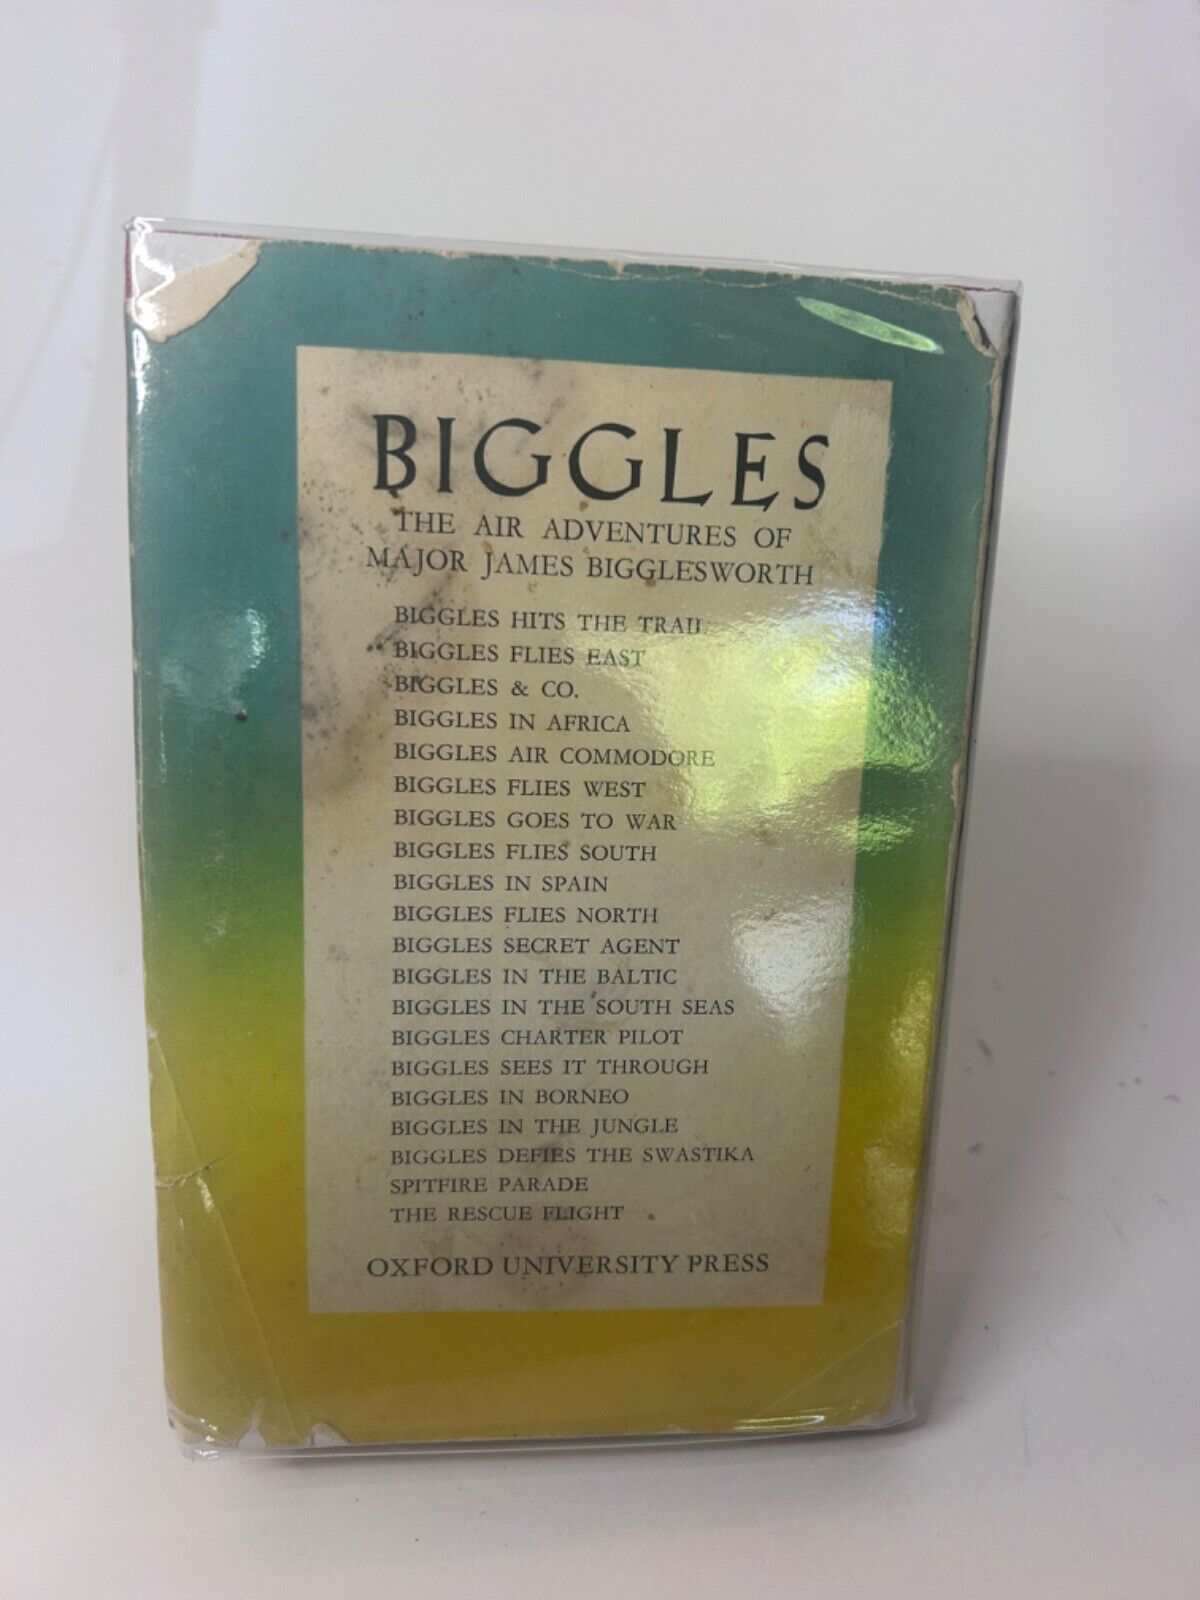 BIGGLES
THE AIR ADVENTURES OF
MAJOR JAMES BIGGLESWORTH
BIGGLES HITS THE TRAIL
BIGGLES FLIES EAST
BIGGLES & CO.
BIGGLES IN AFRICA
BIGGLES AIR COMMODORE
BIGGLES FLIES WEST
BIGGLES GOES TO WAR
BIGGLES FLIES SOUTH
BIGGLES IN SPAIN
BIGGLES FLIES NORTH
BIGGLES SECRET AGENT
BIGGLES IN THE BALTIC
BIGGLES IN THE SOUTH SEAS
BIGGLES CHARTER PILOT
BIGGLES SEES IT THROUGH
BIGGLES IN BORNEO
BIGGLES IN THE JUNGLE
BIGGLES DEFIES THE SWASTIKA
SPITFIRE PARADE
THE RESCUE FLIGHT
OXFORD UNIVERSITY PRESS